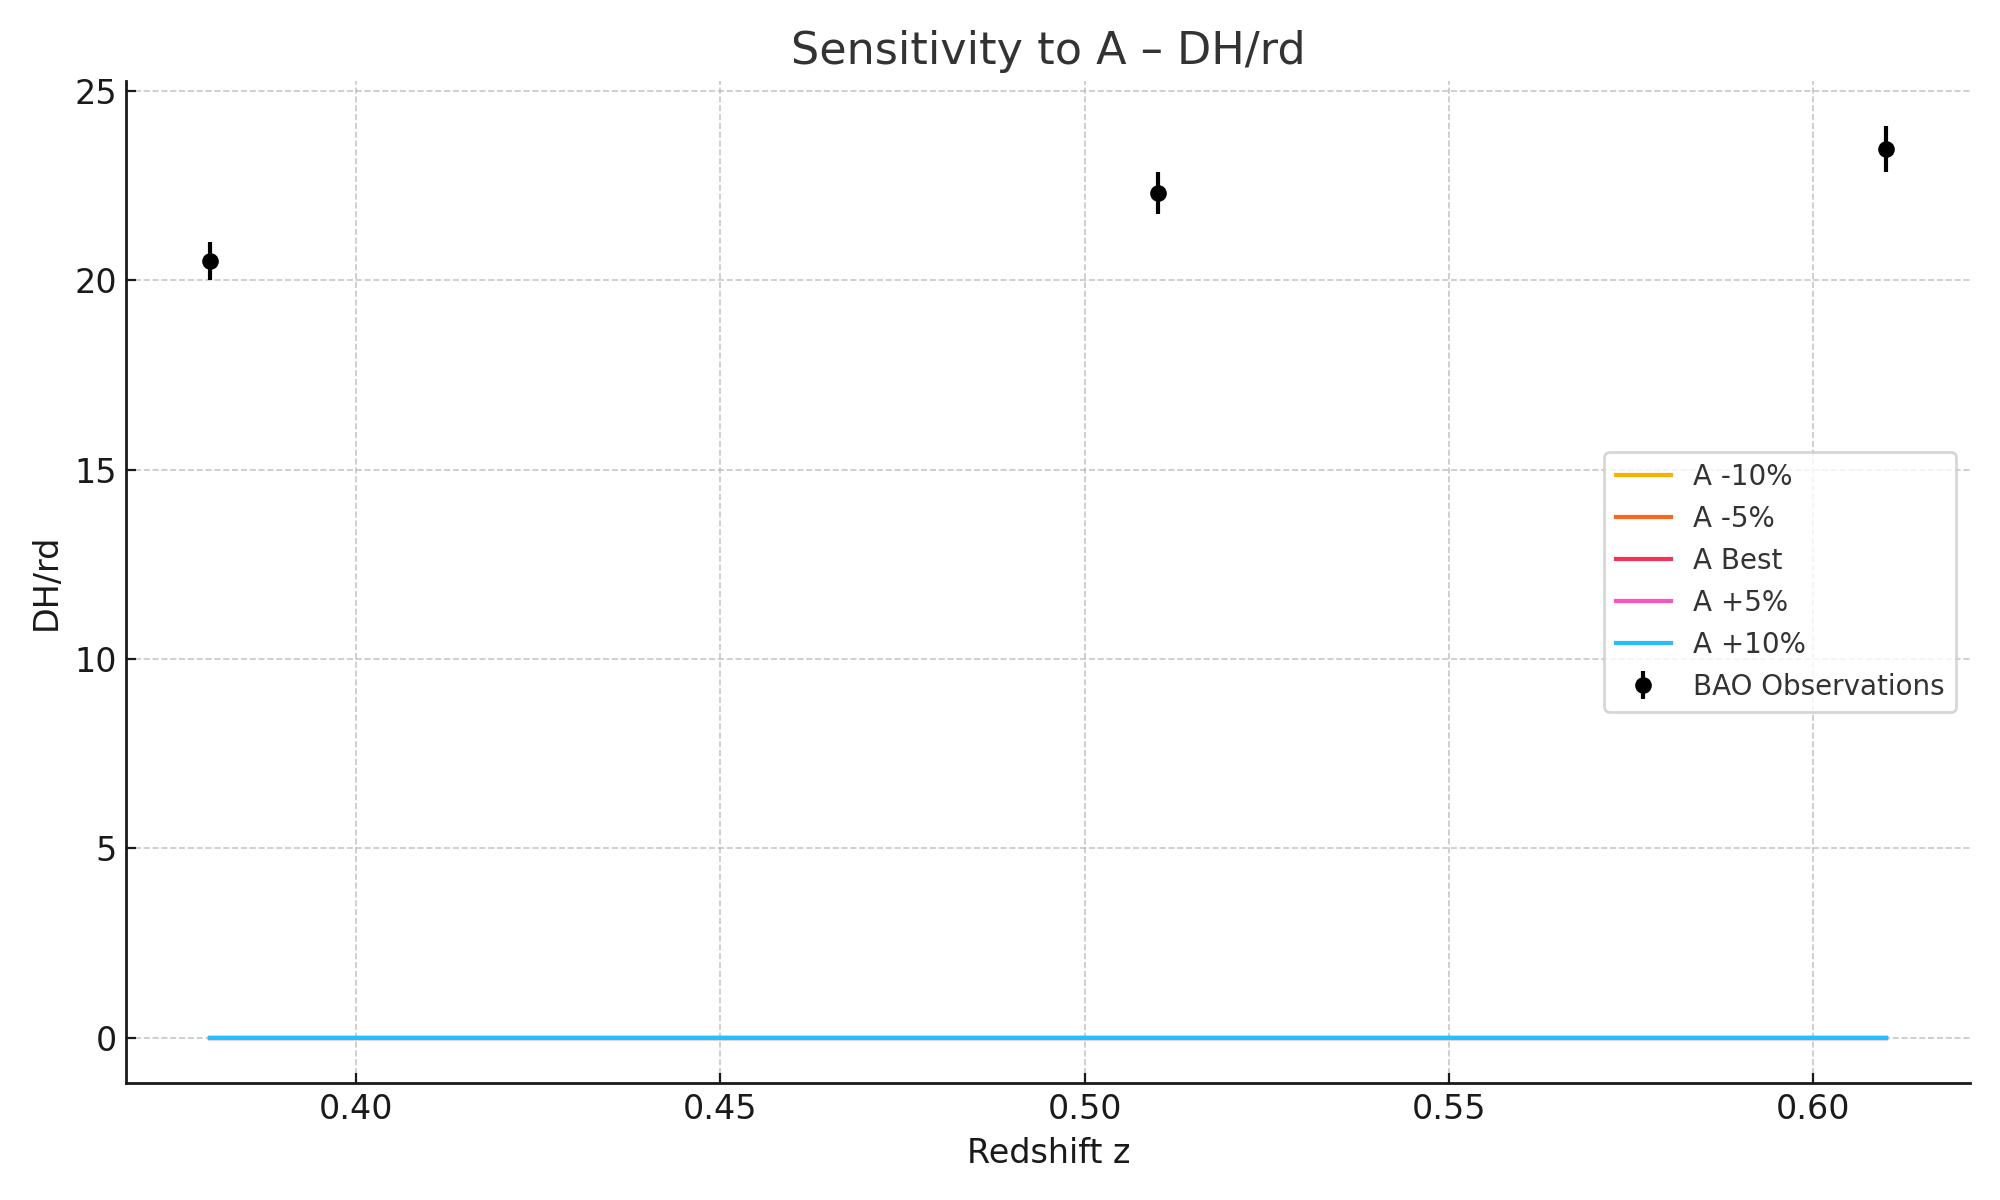 Sensitivity to A – DH/rd
25
20
15
10
5
0
DH/rd
A -10%
A -5%
A Best
A +5%
A +10%
BAO Observations
0.40 0.45 0.50 0.55 0.60
Redshift z